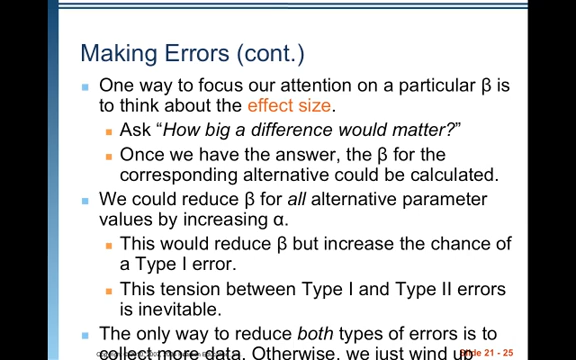 Making Errors (cont.)
One way to focus our attention on a particular β is
to think about the effect size.
Ask “How big a difference would matter?”
Once we have the answer, the β for the
corresponding alternative could be calculated.
We could reduce β for all alternative parameter
values by increasing α.
This would reduce β but increase the chance of
a Type I error.
This tension between Type I and Type II errors
is inevitable.
The only way to reduce both types of errors is to
collect more data. Otherwise, we just wind up
Slide 21 - 25